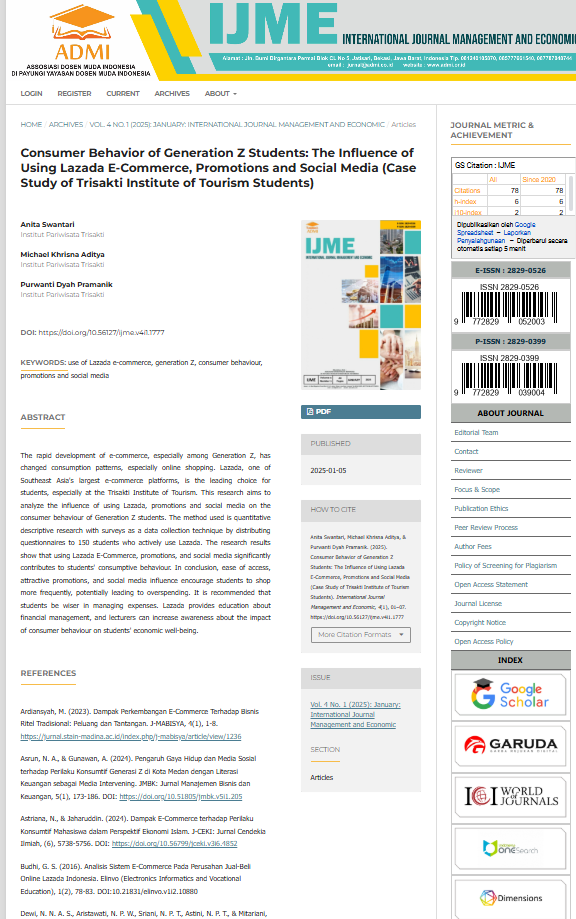 ADMI
ASSOSIASI DOSEN MUDA INDONESIA
DI PAYUNGI YAYASAN DOSEN MUDA INDONESIA
IJME INTERNATIONAL JOURNAL MANAGEMENT AND ECONOMIC
Alamat : Jln. Bumi Dirgantara Permai Blok CL No 5 Jatisari, Bekasi, Jawa Barat, Indonesia
email : jurnal@admi.co.id website : www.admi.or.id
LOGIN REGISTER CURRENT ARCHIVES ABOUT
HOME / ARCHIVES / VOL. 4 NO. 1 (2025): JANUARY: INTERNATIONAL JOURNAL MANAGEMENT AND ECONOMIC / Articles
Consumer Behavior of Generation Z Students: The Influence of
Using Lazada E-Commerce, Promotions and Social Media (Case
Study of Trisakti Institute of Tourism Students)
Anita Swantari
Institut Pariwisata Trisakti
Michael Khrisna Aditya
Institut Pariwisata Trisakti
Purwanti Dyah Pramanik
Institut Pariwisata Trisakti
DOI: https://doi.org/10.56127/ijme.v4i1.1777
KEYWORDS: use of Lazada e-commerce, generation Z, consumer behaviour,
promotions and social media
ABSTRACT
The rapid development of e-commerce, especially among Generation Z, has
changed consumption patterns, especially online shopping. Lazada, one of
Southeast Asia's largest e-commerce platforms, is the leading choice for
students, especially at the Trisakti Institute of Tourism. This research aims to
analyze the influence of using Lazada, promotions and social media on the
consumer behaviour of Generation Z students. The method used is quantitative
descriptive research with surveys as a data collection technique by distributing
questionnaires to 150 students who actively use Lazada. The research results
show that using Lazada E-Commerce, promotions, and social media significantly
contributes to students' consumptive behaviour. In conclusion, ease of access,
attractive promotions, and social media influence encourage students to shop
more frequently, potentially leading to overspending. It is recommended that
students be wiser in managing expenses. Lazada provides education about
financial management, and lecturers can increase awareness about the impact
of consumer behaviour on students' economic well-being.
REFERENCES
Ardiansyah, M. (2023). Dampak Perkembangan E-Commerce Terhadap Bisnis
Ritel Tradisional: Peluang dan Tantangan. J-MABISYA, 4(1), 1-8.
https://jurnal.stain-madina.ac.id/index.php/j-mabisya/article/view/1236
Asrun, N. A., & Gunawan, A. (2024). Pengaruh Gaya Hidup dan Media Sosial
terhadap Perilaku Konsumtif Generasi Z di Kota Medan dengan Literasi
Keuangan sebagai Media Intervening. JMBK: Jurnal Manajemen Bisnis dan
Keuangan, 5(1), 173-186. DOI: https://doi.org/10.51805/jmbk.v5i1.205
Astriana, N., & Jaharuddin. (2024). Dampak E-Commerce terhadap Perilaku
Konsumtif Mahasiswa dalam Perspektif Ekonomi Islam. J-CEKI: Jurnal Cendekia
Ilmiah, (6), 5738-5756. DOI: https://doi.org/10.56799/jceki.v3i6.4852
Budhi, G. S. (2016). Analisis Sistem E-Commerce Pada Perusahan Jual-Beli
Online Lazada Indonesia. Elinvo (Electronics Informatics and Vocational
Education), 1(2), 78-83. DOI:10.21831/elinvo.v1i2.10880
Dewi, N. N. A. S., Aristawati, N. P. W., Sriani, N. P. T., Astini, N. P. T., & Mitariani,
IJME
INTERNATIONAL JOURNAL MANAGEMENT AND ECONOMIC
PDF
PUBLISHED
2025-01-05
HOW TO CITE
Anita Swantari, Michael Khrisna Aditya, &
Purwanti Dyah Pramanik. (2025).
Consumer Behavior of Generation Z
Students: The Influence of Using Lazada
E-Commerce, Promotions and Social Media
(Case Study of Trisakti Institute of Tourism
Students). International Journal
Management and Economic, 4(1), 01–07.
https://doi.org/10.56127/ijme.v4i1.1777
More Citation Formats
ISSUE
Vol. 4 No. 1 (2025): January:
International Journal
Management and Economic
SECTION
Articles
JOURNAL METRIC &
ACHIEVEMENT
GS Citation : IJME
All Since 2020
Citations 78 78
h-index 6 6
i10-index 2 2
Dipublikasikan oleh Google
Spreadsheet – Laporkan
Penyalahgunaan – Diperbarui secara
otomatis setiap 5 menit
E-ISSN : 2829-0526
ISSN 2829-0526
9 772829 052003
P-ISSN : 2829-0399
ISSN 2829-0399
9 772829 039004
ABOUT JOURNAL
Editorial Team
Contact
Reviewer
Focus & Scope
Publication Ethics
Peer Review Process
Author Fees
Policy of Screening for Plagiarism
Open Access Statement
Journal License
Copyright Notice
Open Access Policy
INDEX
Google Scholar
GARUDA
ICI WORLD OF JOURNALS
oneSearch
Dimensions